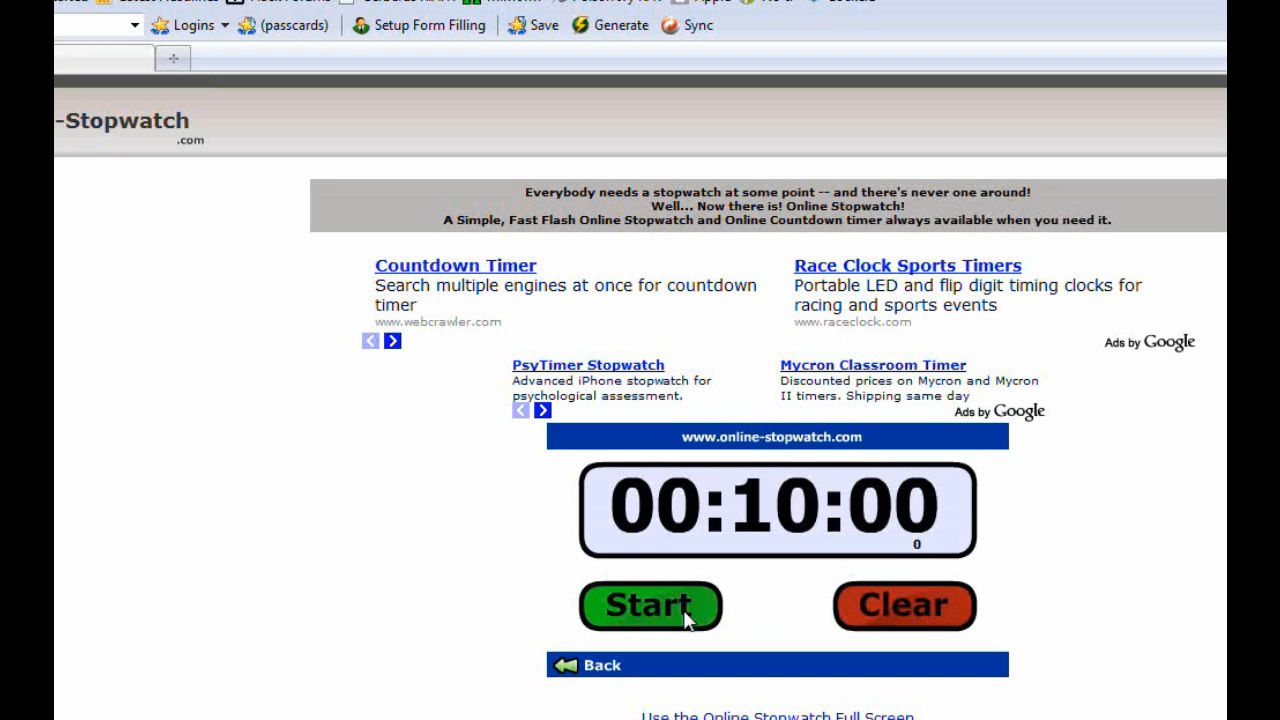 Logins (passcards) Setup Form Filling Save Generate Sync
-Stopwatch
.com
Everybody needs a stopwatch at some point -- and there's never one around!
Well... Now there is! Online Stopwatch!
A Simple, Fast Flash Online Stopwatch and Online Countdown timer always available when you need it.
Countdown Timer
Search multiple engines at once for countdown
timer
www.webcrawler.com
Race Clock Sports Timers
Portable LED and flip digit timing clocks for
racing and sports events
www.raceclock.com
Ads by Google
PsyTimer Stopwatch
Advanced iPhone stopwatch for
psychological assessment.
Mycron Classroom Timer
Discounted prices on Mycron and Mycron
II timers. Shipping same day
Ads by Google
www.online-stopwatch.com
00:10:00
0
Start Clear
Back
Use the Online Stopwatch Full Screen